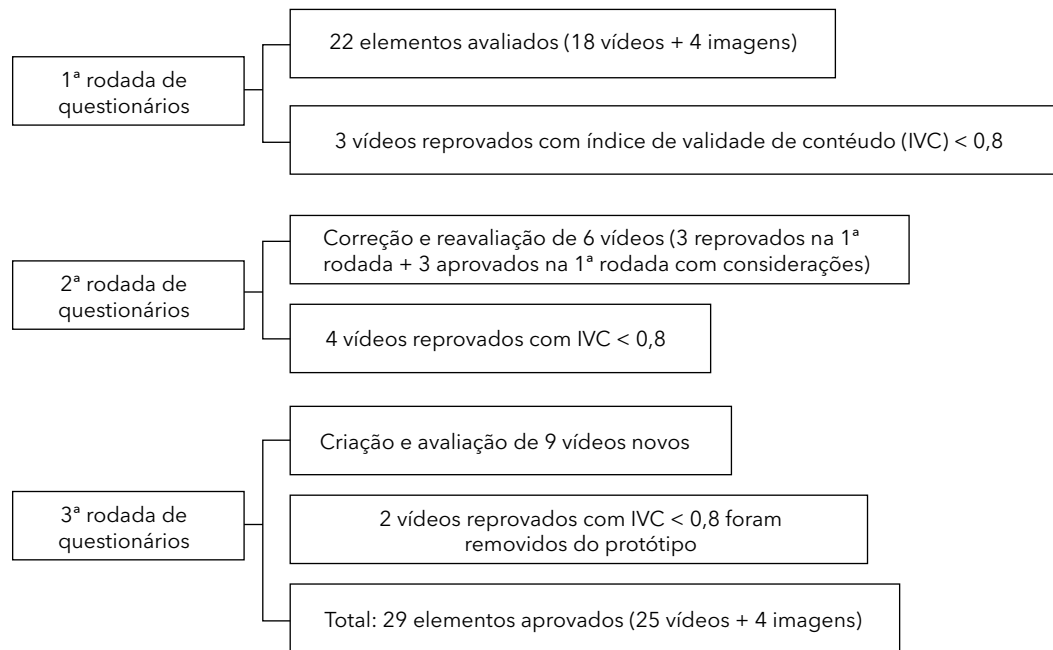 1ª rodada de
questionários
22 elementos avaliados (18 vídeos + 4 imagens)
3 vídeos reprovados com índice de validade de contéudo (IVC) < 0,8
2ª rodada de
questionários
Correção e reavaliação de 6 vídeos (3 reprovados na 1ª
rodada + 3 aprovados na 1ª rodada com considerações)
4 vídeos reprovados com IVC < 0,8
3ª rodada de
questionários
Criação e avaliação de 9 vídeos novos
2 vídeos reprovados com IVC < 0,8 foram
removidos do protótipo
Total: 29 elementos aprovados (25 vídeos + 4 imagens)